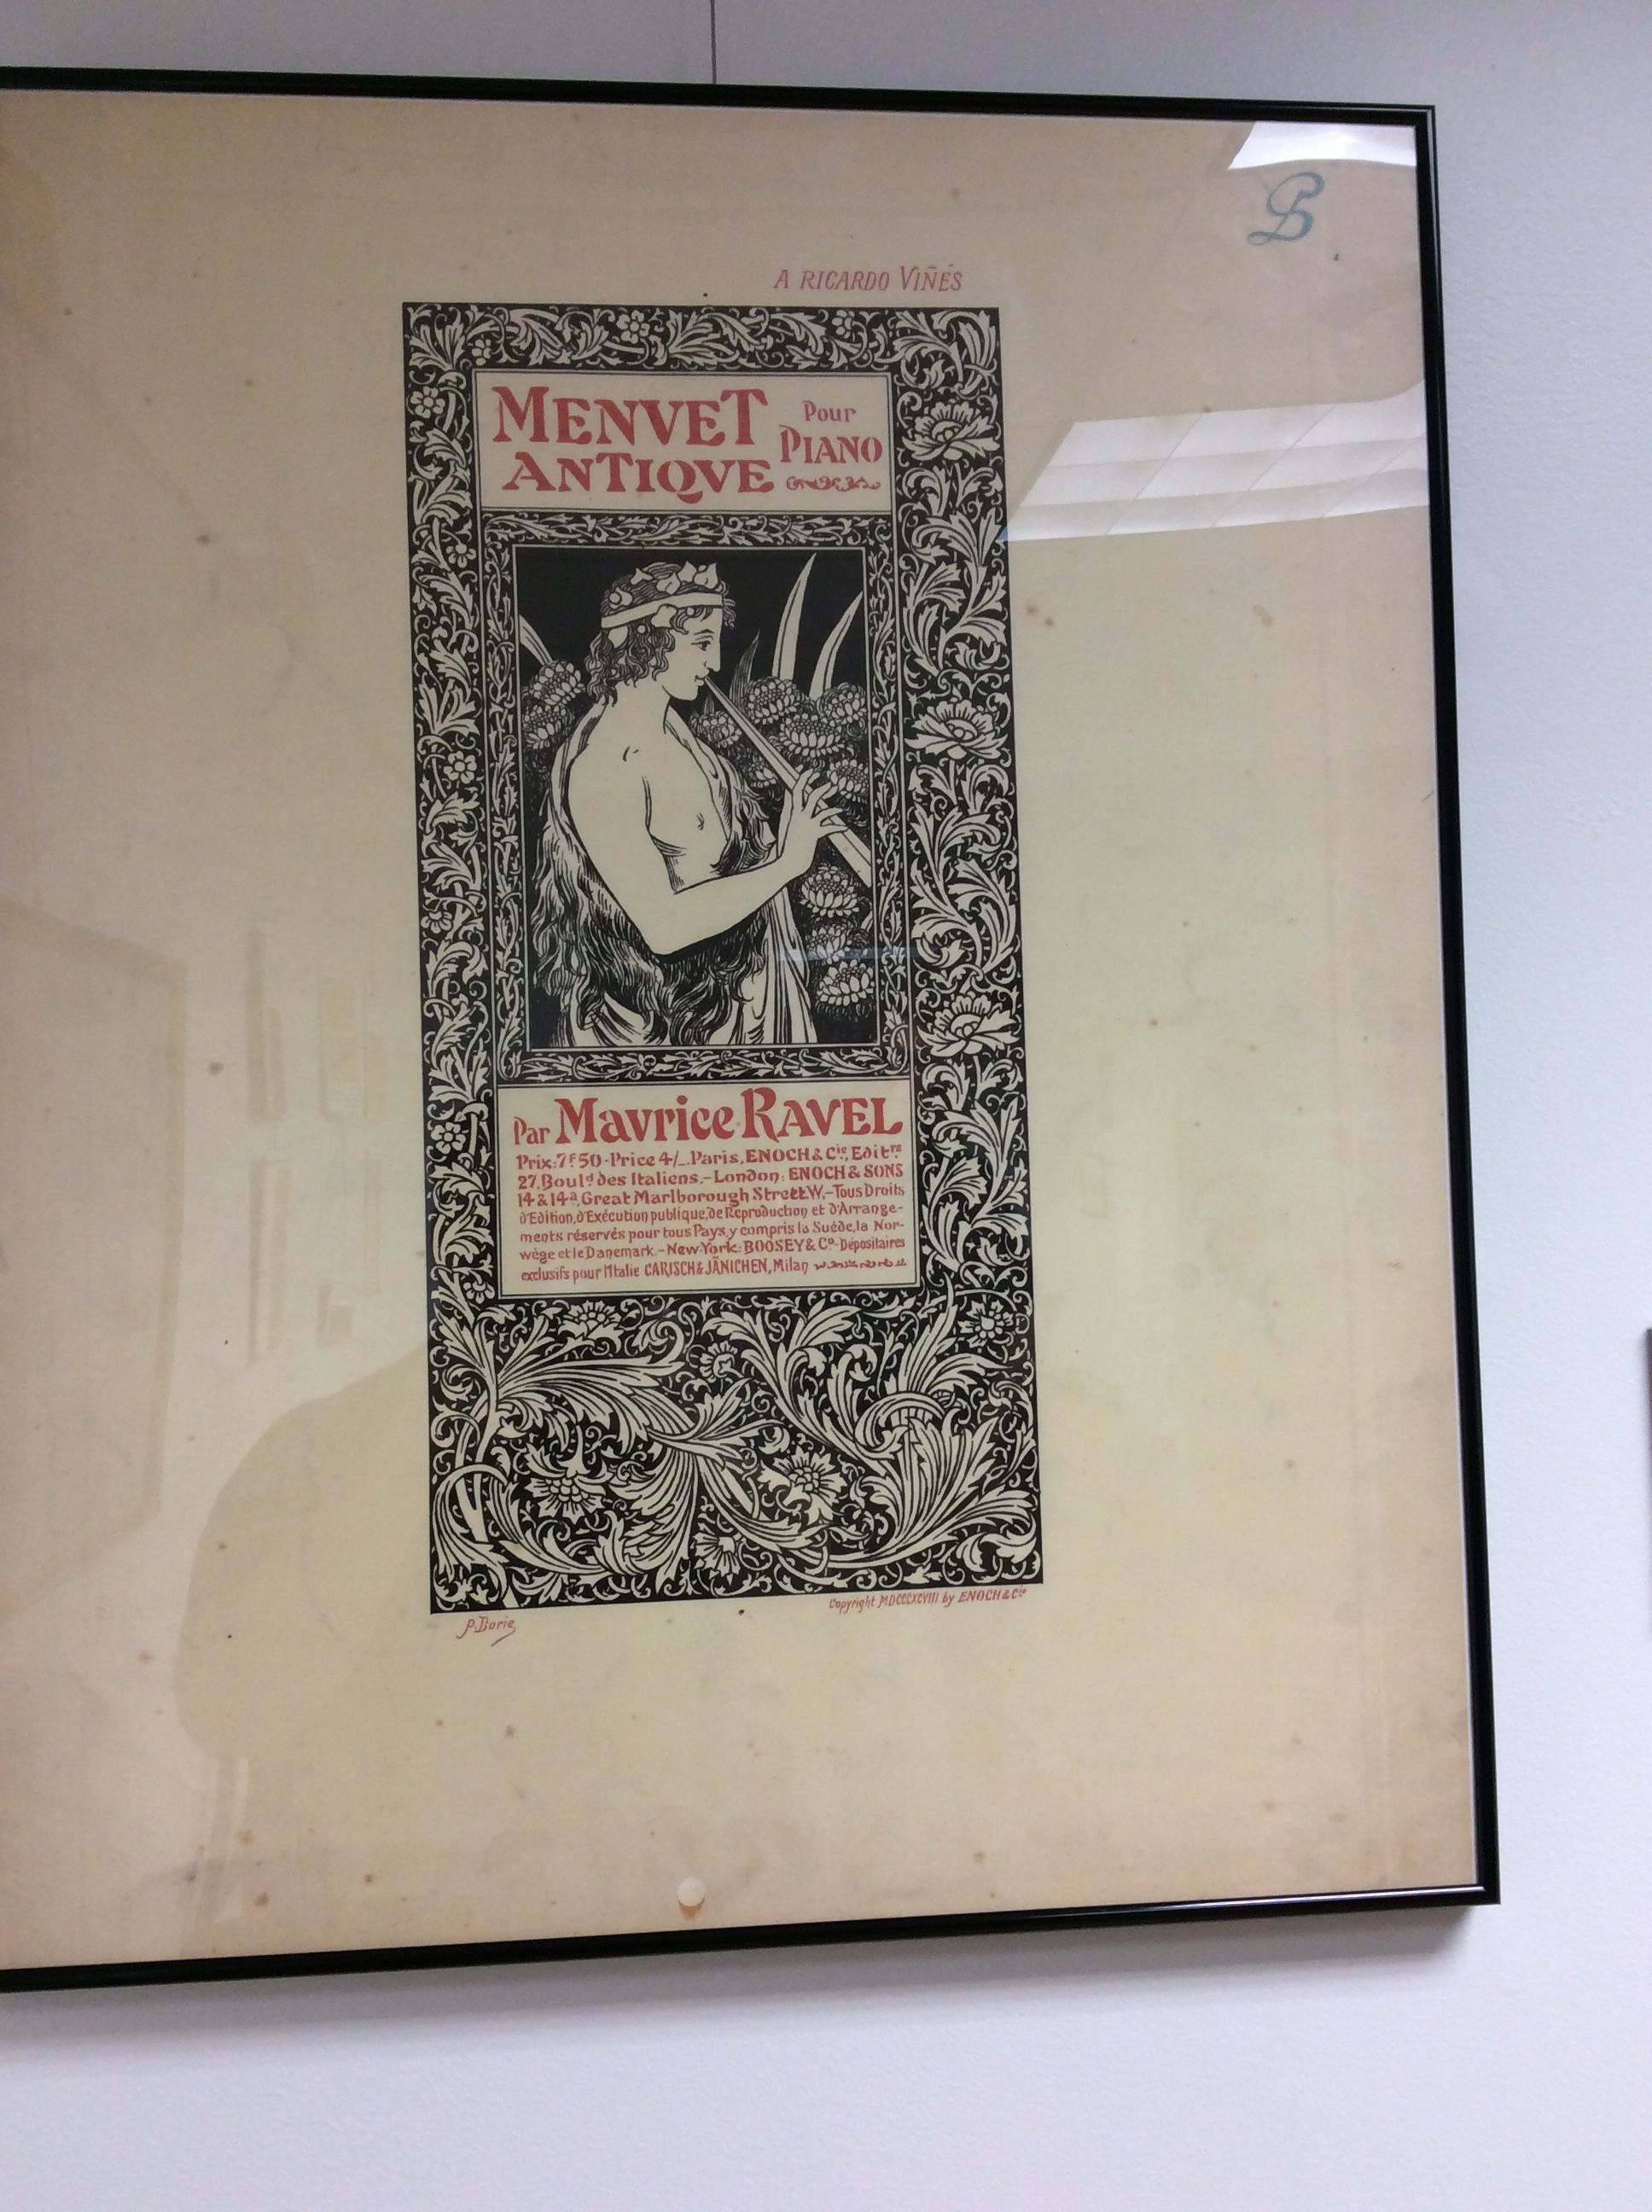 A RICARDO VIÑÈS
MENVET
ANTIQVE
Pour
PIANO
Par Mavrice RAVEL
Prix: 7F 50 - Price 4/_. Paris, ENOCH & Cie, Editrs
27, Bould des Italiens. - London: ENOCH & SONS
14 & 14a, Great Marlborough Street. W. - Tous Droits
d'Edition, d'Exécution publique, de Reproduction et d'Arrange-
ments réservés pour tous Pays, y compris la Suède, la Nor-
wège et le Danemark. - New-York: BOOSEY & Co - Dépositaires
exclusifs pour l'Italie CARISCH & JÄNICHEN, Milan
Copyright MDCCCXCVIII by ENOCH & Cie
P. Borie